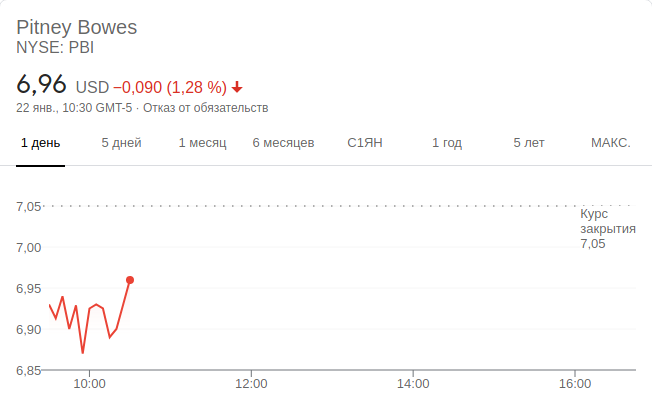 Pitney Bowes
NYSE: PBI
6,96 USD −0,090 (1,28 %)
22 янв., 10:30 GMT-5 · Отказ от обязательств
1 день 5 дней 1 месяц 6 месяцев С1ЯН 1 год 5 лет МАКС.
7,05
Курс
закрытия
7,05
7,00
6,95
6,90
6,85
10:00 12:00 14:00 16:00